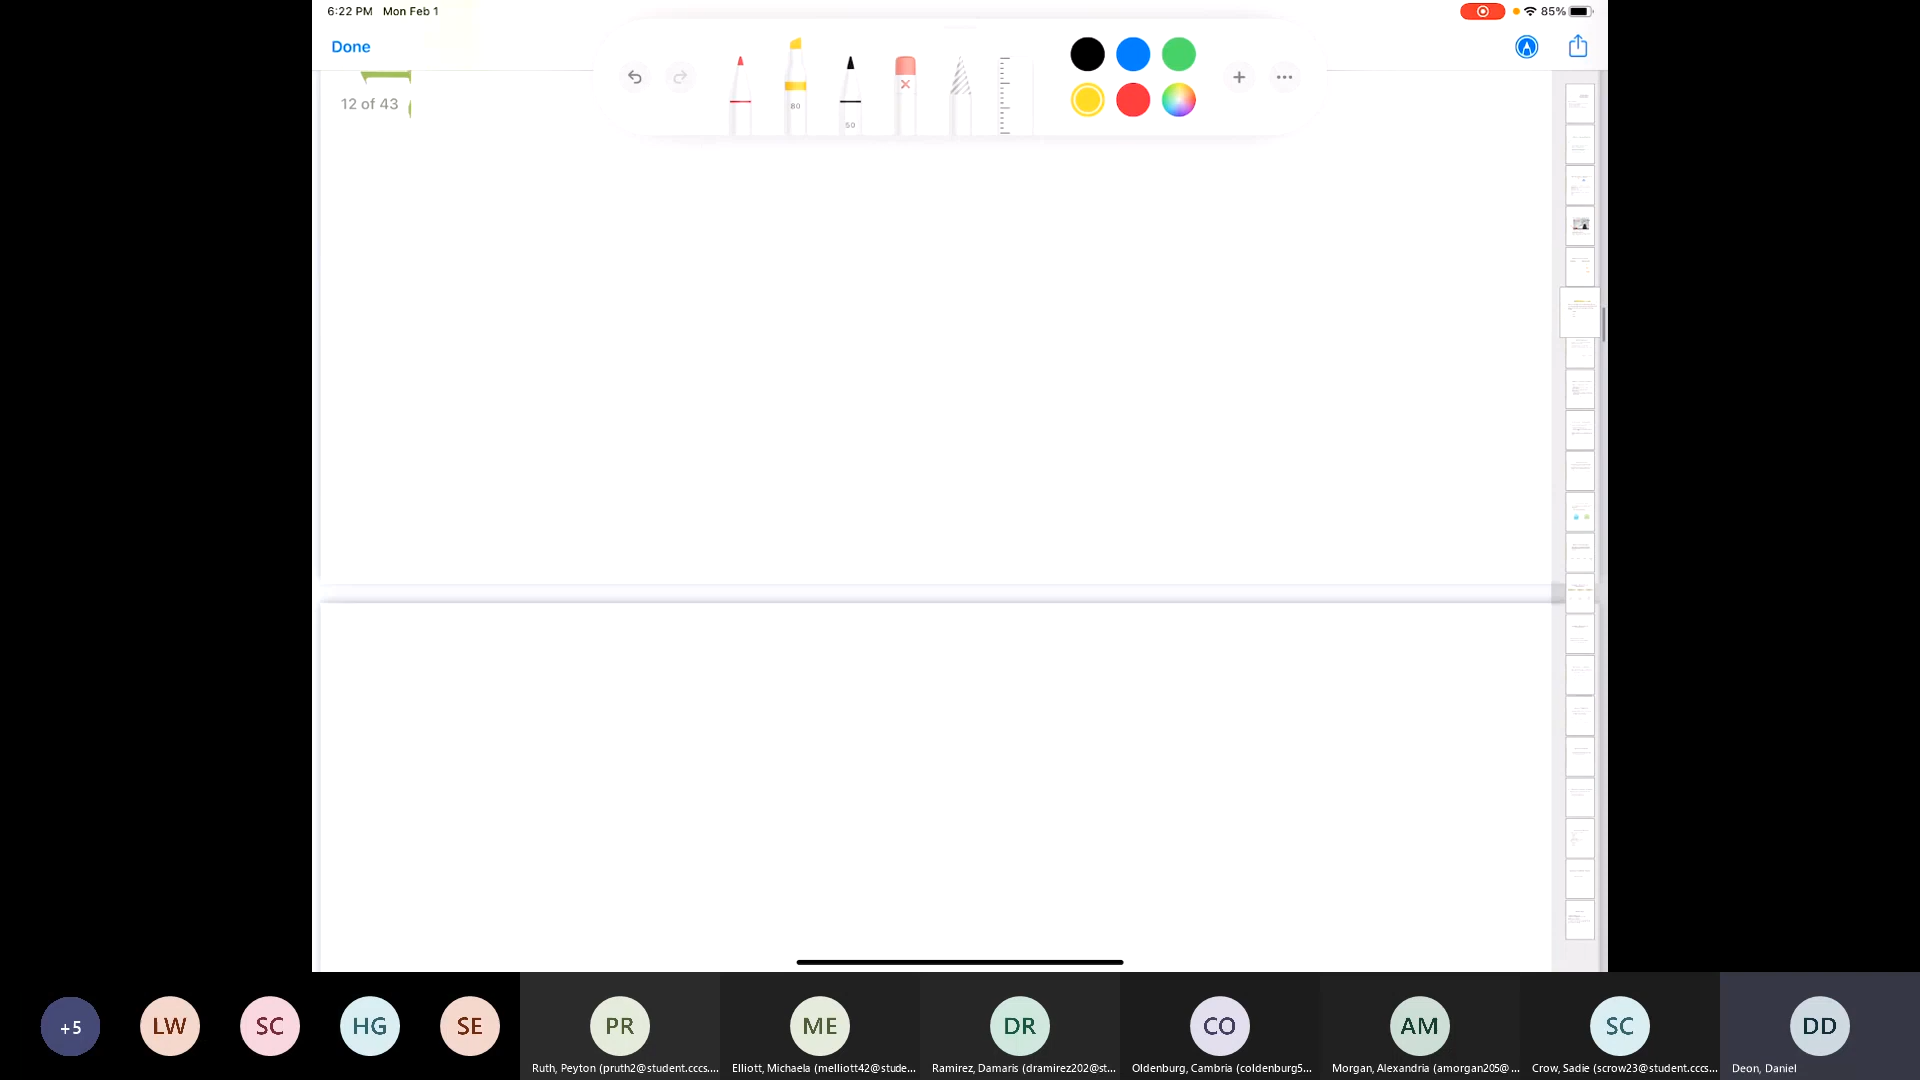 6:22 PM Mon Feb 1
85%
Done
12 of 43
80
50
+5
LW
SC
HG
SE
PR
ME
DR
CO
AM
SC
DD
Ruth, Peyton (pruth2@student.cccs....
Elliott, Michaela (melliott42@stude...
Ramirez, Damaris (dramirez202@st...
Oldenburg, Cambria (coldenburg5...
Morgan, Alexandria (amorgan205@...
Crow, Sadie (scrow23@student.cccs...
Deon, Daniel